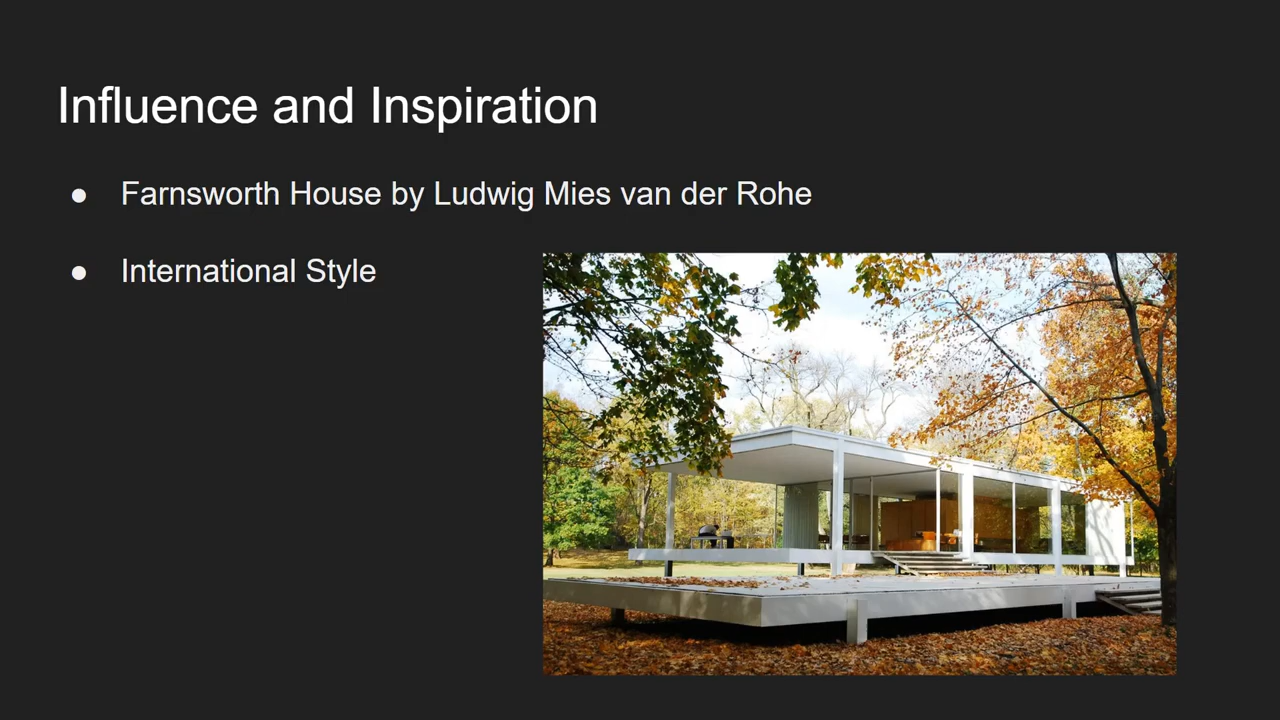 Influence and Inspiration
● Farnsworth House by Ludwig Mies van der Rohe
● International Style